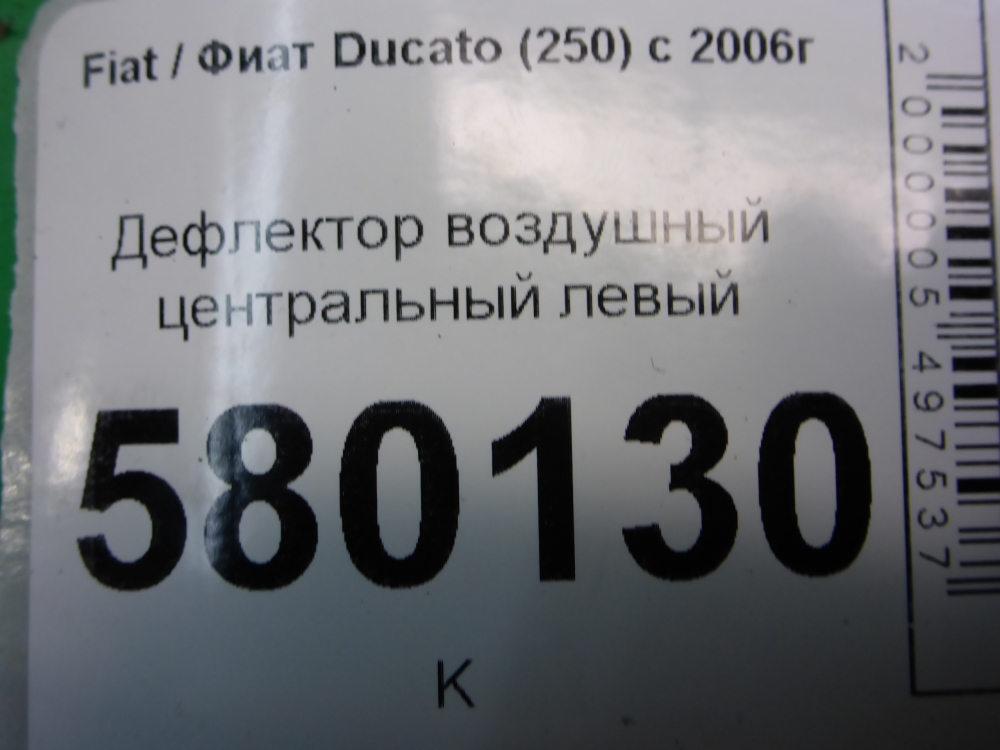 Fiat / Фиат Ducato (250) с 2006г
Дефлектор воздушный
центральный левый
580130
К
2000005497537